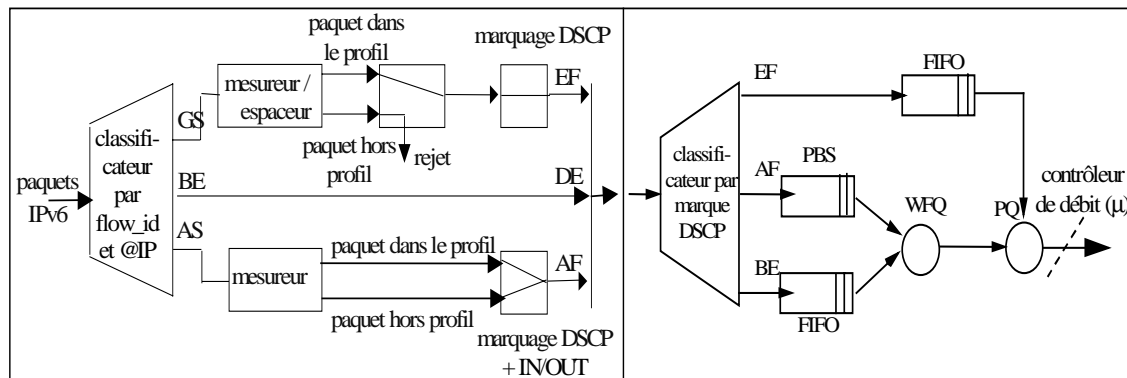 paquets
IPv6
classifi-
cateur
par
flow_id
et @IP
GS
BE
AS
mesureur /
espaceur
paquet dans
le profil
paquet hors
profil
rejet
marquage DSCP
EF
DE
mesureur
paquet dans le profil
paquet hors profil
AF
marquage DSCP
+ IN/OUT
classifi-
cateur par
marque
DSCP
EF
FIFO
AF
PBS
BE
FIFO
WFQ
PQ
contrôleur
de débit (μ)